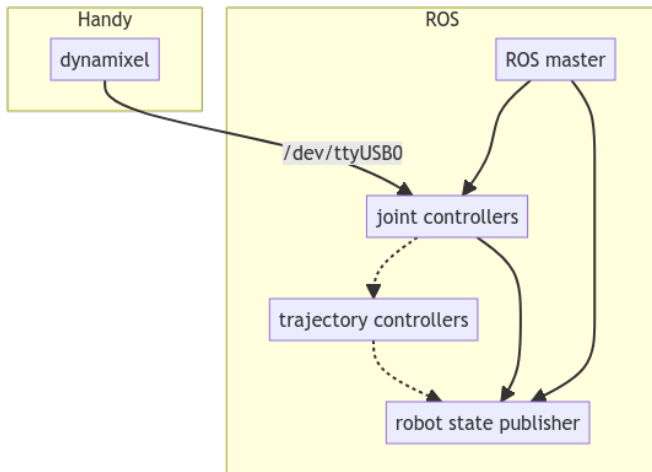 Handy
ROS
dynamixel
ROS master
/dev/ttyUSB0
joint controllers
trajectory controllers
robot state publisher